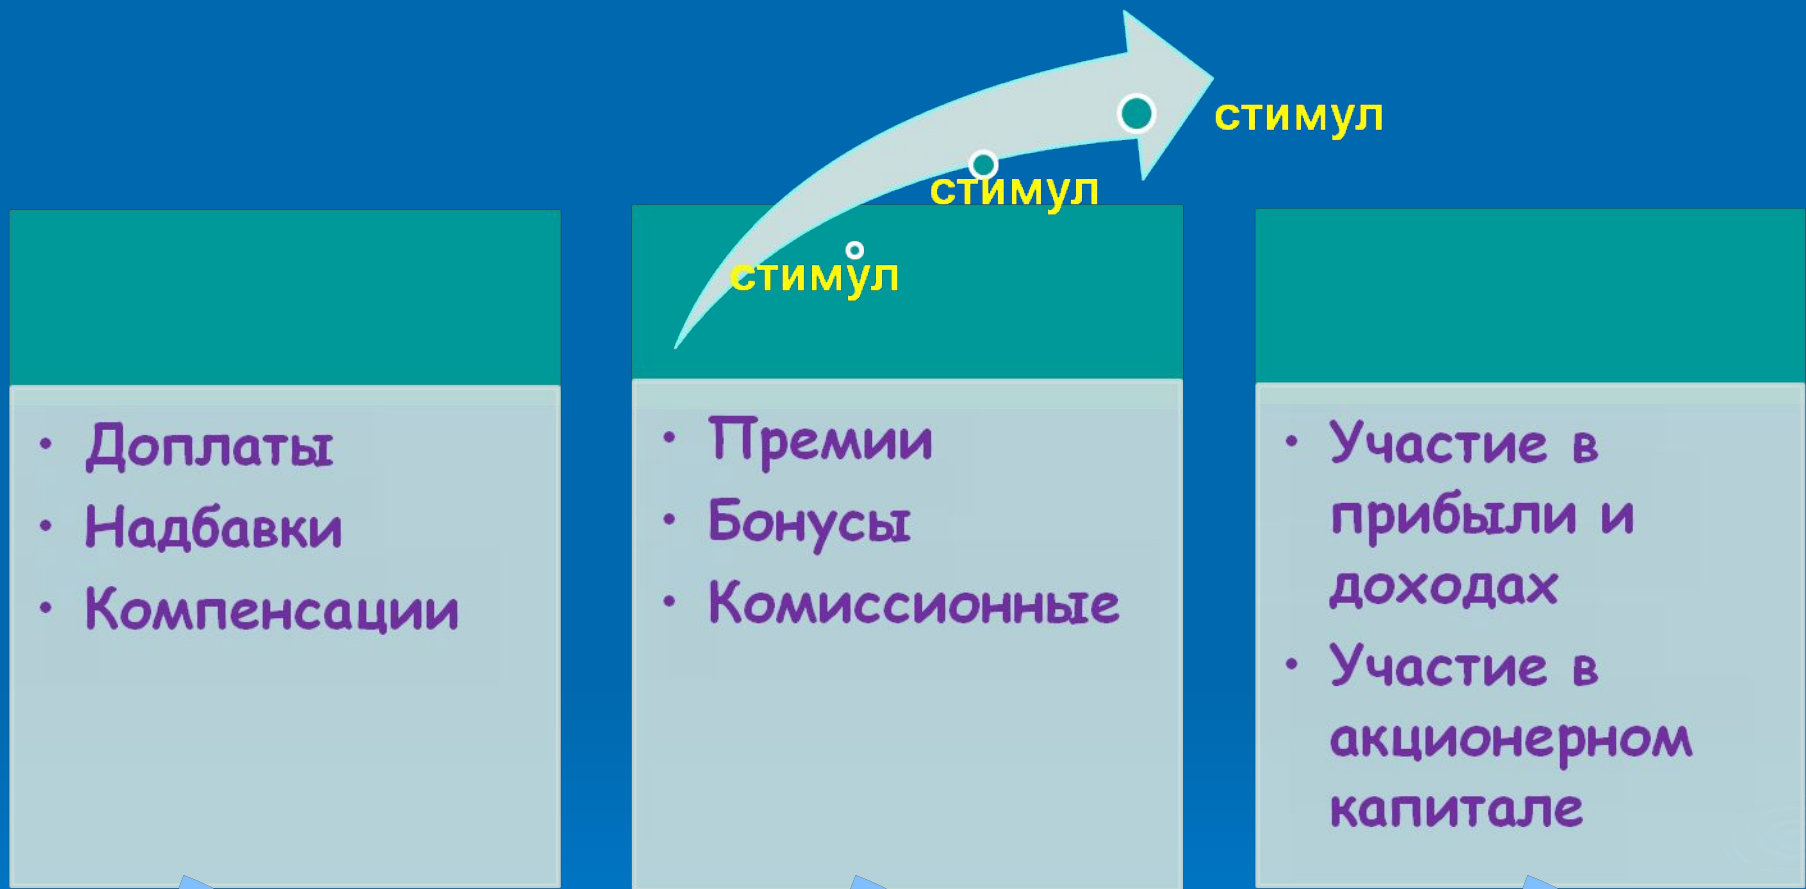 стимул
стимул
стимул
• Доплаты
• Надбавки
• Компенсации
• Премии
• Бонусы
• Комиссионные
• Участие в
прибыли и
доходах
• Участие в
акционерном
капитале